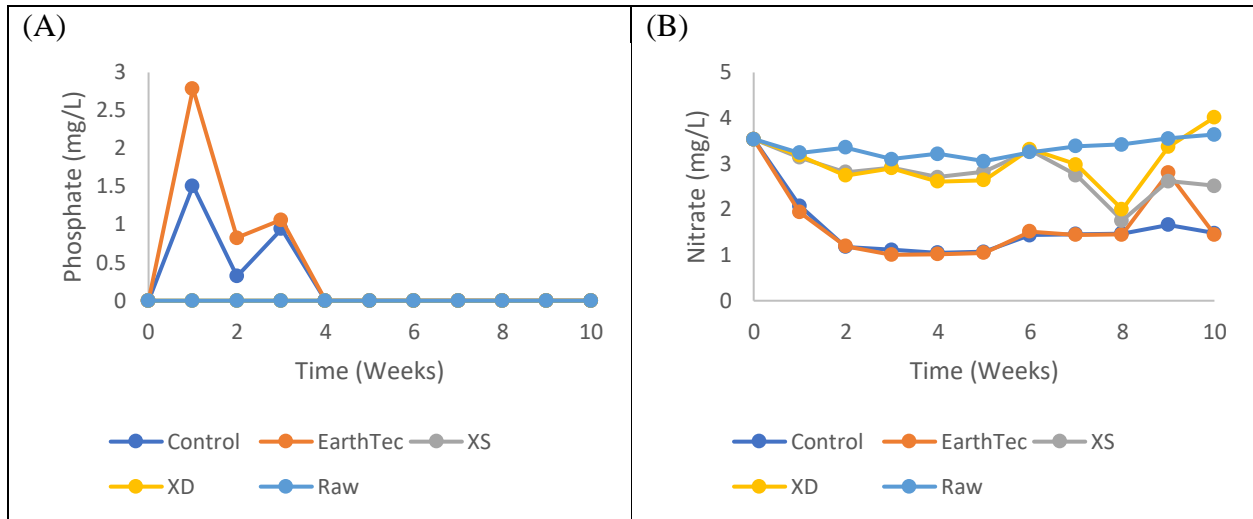 (A)
Phosphate (mg/L)
3
2.5
2
1.5
1
0.5
0
0 2 4 6 8 10
Time (Weeks)
Control EarthTec XS
XD Raw
(B)
Nitrate (mg/L)
5
4
3
2
1
0
0 2 4 6 8 10
Time (Weeks)
Control EarthTec XS
XD Raw